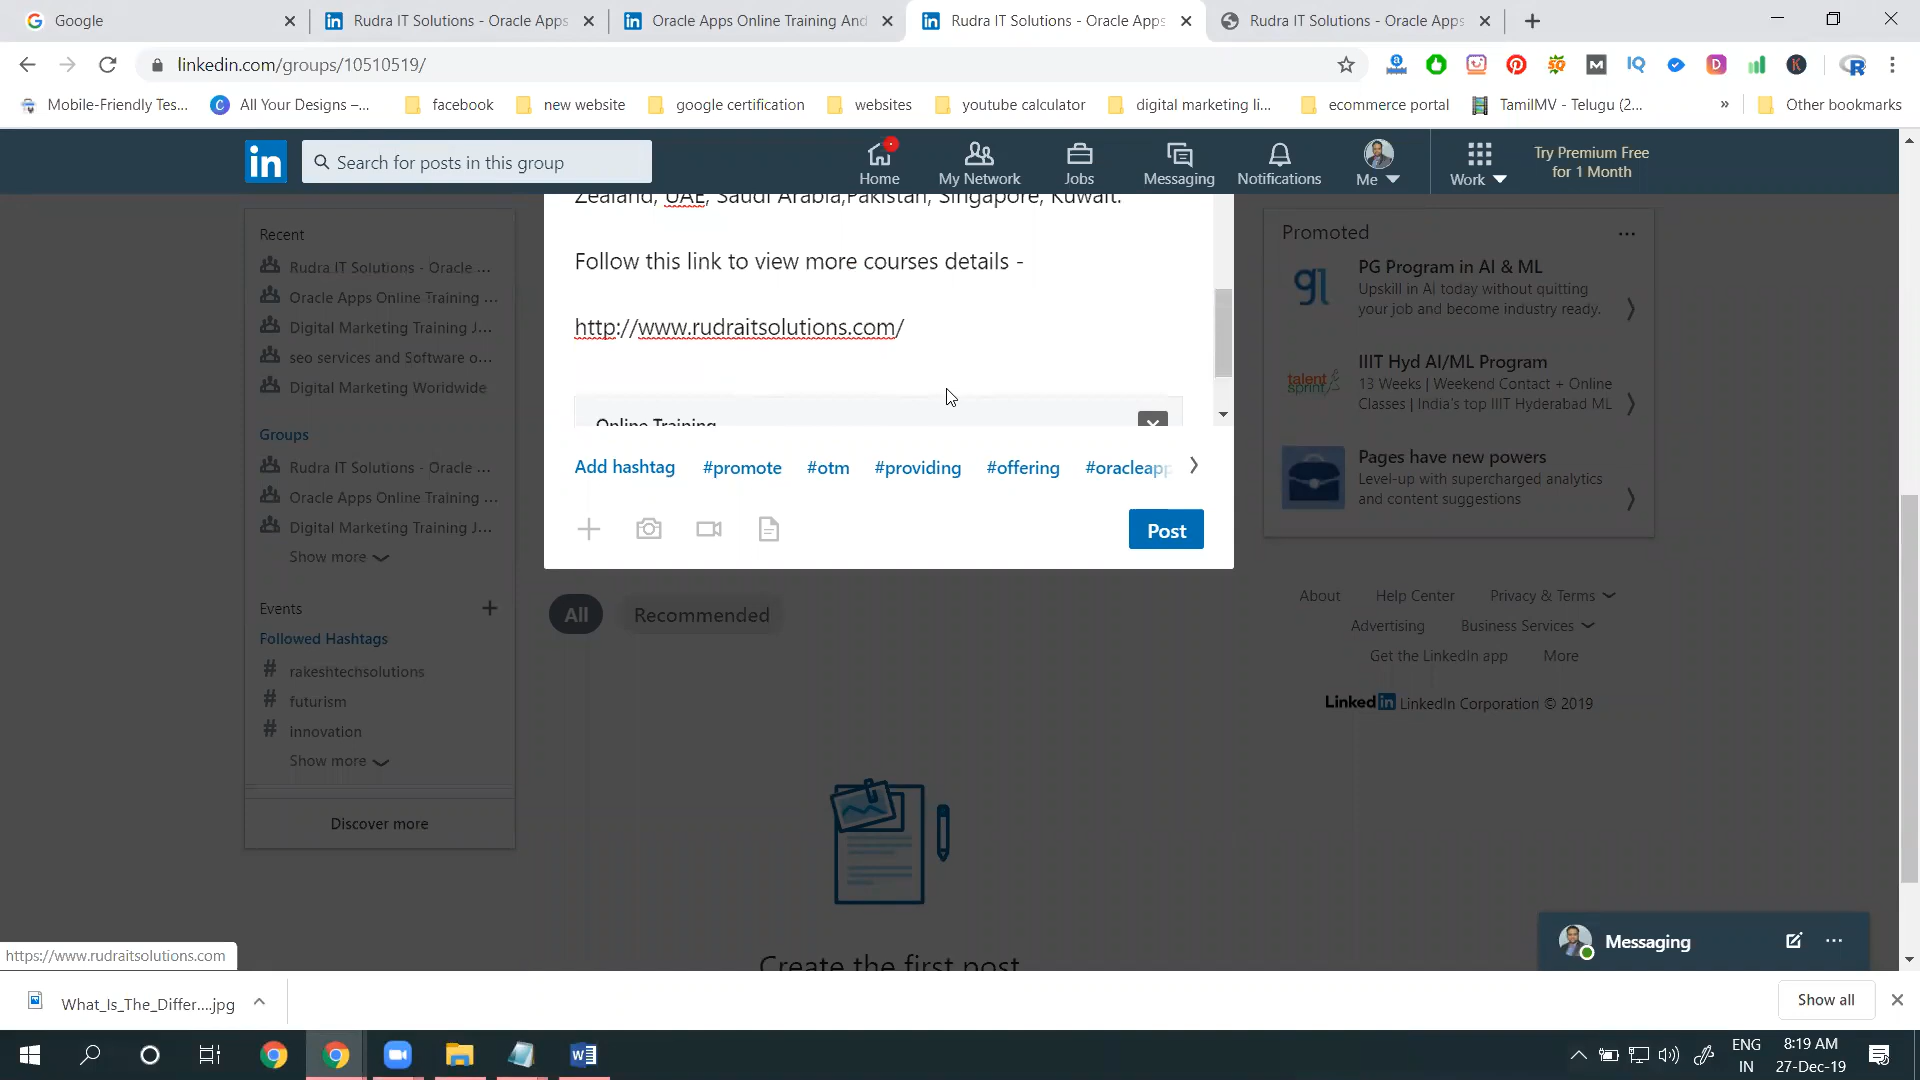 Google
Rudra IT Solutions - Oracle Apps
Oracle Apps Online Training And
Rudra IT Solutions - Oracle Apps
Rudra IT Solutions - Oracle Apps
linkedin.com/groups/10510519/
Mobile-Friendly Tes...
All Your Designs –...
facebook
new website
google certification
websites
youtube calculator
digital marketing li...
ecommerce portal
TamilMV - Telugu (2...
»
Other bookmarks
in
Search for posts in this group
Home
My Network
Jobs
Messaging
Notifications
Me
Work
Try Premium Free
for 1 Month
Zealand, UAE, Saudi Arabia,Pakistan, Singapore, Kuwait.
Follow this link to view more courses details -
http://www.rudraitsolutions.com/
Online Training
Add hashtag
#promote
#otm
#providing
#offering
#oracleapp
Post
Recent
Rudra IT Solutions - Oracle ...
Oracle Apps Online Training ...
Digital Marketing Training J...
seo services and Software o...
Digital Marketing Worldwide
Groups
Rudra IT Solutions - Oracle ...
Oracle Apps Online Training ...
Digital Marketing Training J...
Show more
Events
Followed Hashtags
# rakeshtechsolutions
# futurism
# innovation
Show more
Discover more
All
Recommended
Create the first post
Promoted
gl
PG Program in AI & ML
Upskill in AI today without quitting
your job and become industry ready.
talent
sprint
IIIT Hyd AI/ML Program
13 Weeks | Weekend Contact + Online
Classes | India's top IIIT Hyderabad ML
Pages have new powers
Level-up with supercharged analytics
and content suggestions
About
Help Center
Privacy & Terms
Advertising
Business Services
Get the LinkedIn app
More
Linkedin LinkedIn Corporation © 2019
Messaging
https://www.rudraitsolutions.com
What_Is_The_Differ....jpg
Show all
ENG
IN
8:19 AM
27-Dec-19